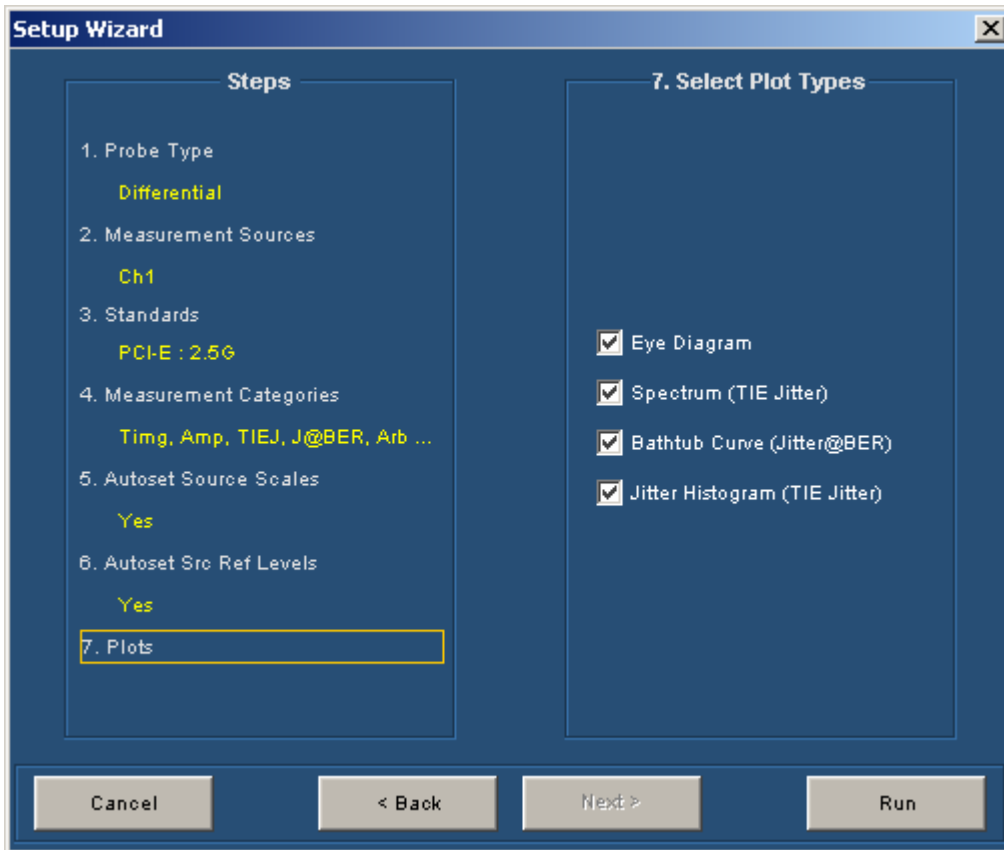 Setup Wizard
Steps
1. Probe Type
Differential
2. Measurement Sources
Ch1
3. Standards
PCI-E : 2.5G
4. Measurement Categories
Timg, Amp, TIEJ, J@BER, Arb ...
5. Autoset Source Scales
Yes
6. Autoset Src Ref Levels
Yes
7. Plots
7. Select Plot Types
Eye Diagram
Spectrum (TIE Jitter)
Bathtub Curve (Jitter@BER)
Jitter Histogram (TIE Jitter)
Cancel
< Back
Next >
Run